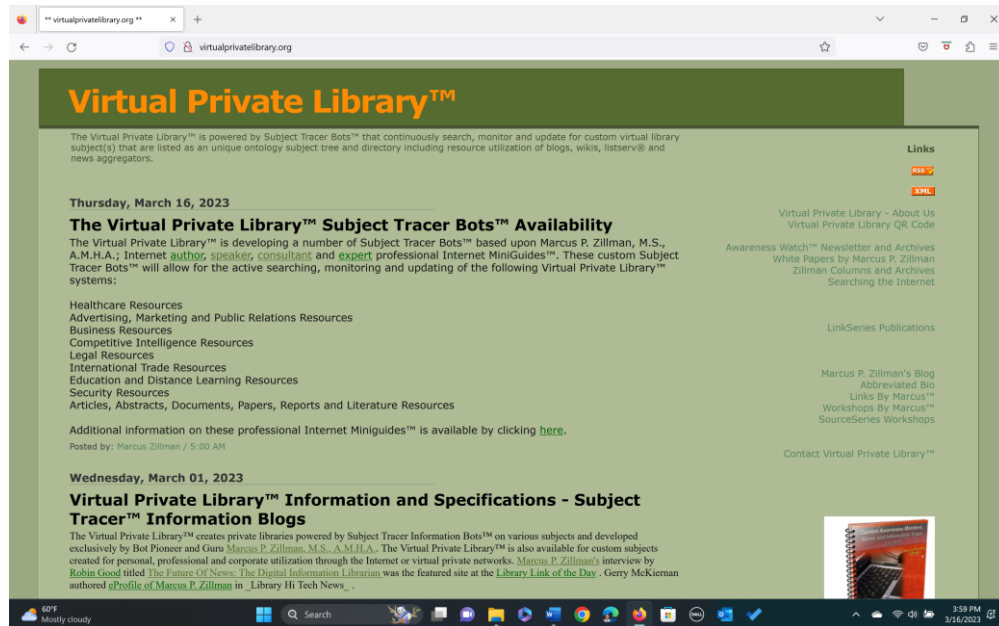 ** virtualprivatelibrary.org **
virtualprivatelibrary.org
Virtual Private Library™
The Virtual Private Library™ is powered by Subject Tracer Bots™ that continuously search, monitor and update for custom virtual library
subject(s) that are listed as an unique ontology subject tree and directory including resource utilization of blogs, wikis, listserv® and
news aggregators.
Thursday, March 16, 2023
The Virtual Private Library™ Subject Tracer Bots™ Availability
The Virtual Private Library™ is developing a number of Subject Tracer Bots™ based upon Marcus P. Zillman, M.S.,
A.M.H.A.; Internet author, speaker, consultant and expert professional Internet MiniGuides™. These custom Subject
Tracer Bots™ will allow for the active searching, monitoring and updating of the following Virtual Private Library™
systems:
Healthcare Resources
Advertising, Marketing and Public Relations Resources
Business Resources
Competitive Intelligence Resources
Legal Resources
International Trade Resources
Education and Distance Learning Resources
Security Resources
Articles, Abstracts, Documents, Papers, Reports and Literature Resources
Additional information on these professional Internet Miniguides™ is available by clicking here.
Posted by: Marcus Zillman / 5:00 AM
Wednesday, March 01, 2023
Virtual Private Library™ Information and Specifications - Subject
Tracer™ Information Blogs
The Virtual Private Library™ creates private libraries powered by Subject Tracer Information Bots™ on various subjects and developed
exclusively by Bot Pioneer and Guru Marcus P. Zillman, M.S., A.M.H.A.. The Virtual Private Library™ is also available for custom subjects
created for personal, professional and corporate utilization through the Internet or virtual private networks. Marcus P. Zillman's interview by
Robin Good titled The Future Of News: The Digital Information Librarian was the featured site at the Library Link of the Day . Gerry McKiernan
authored eProfile of Marcus P. Zillman in _Library Hi Tech News_ .
Links
RSS
XML
Virtual Private Library - About Us
Virtual Private Library QR Code
Awareness Watch™ Newsletter and Archives
White Papers by Marcus P. Zillman
Zillman Columns and Archives
Searching the Internet
LinkSeries Publications
Marcus P. Zillman's Blog
Abbreviated Bio
Links By Marcus™
Workshops By Marcus™
SourceSeries Workshops
Contact Virtual Private Library™
60°F
Mostly cloudy
Search
DELL
3:59 PM
3/16/2023